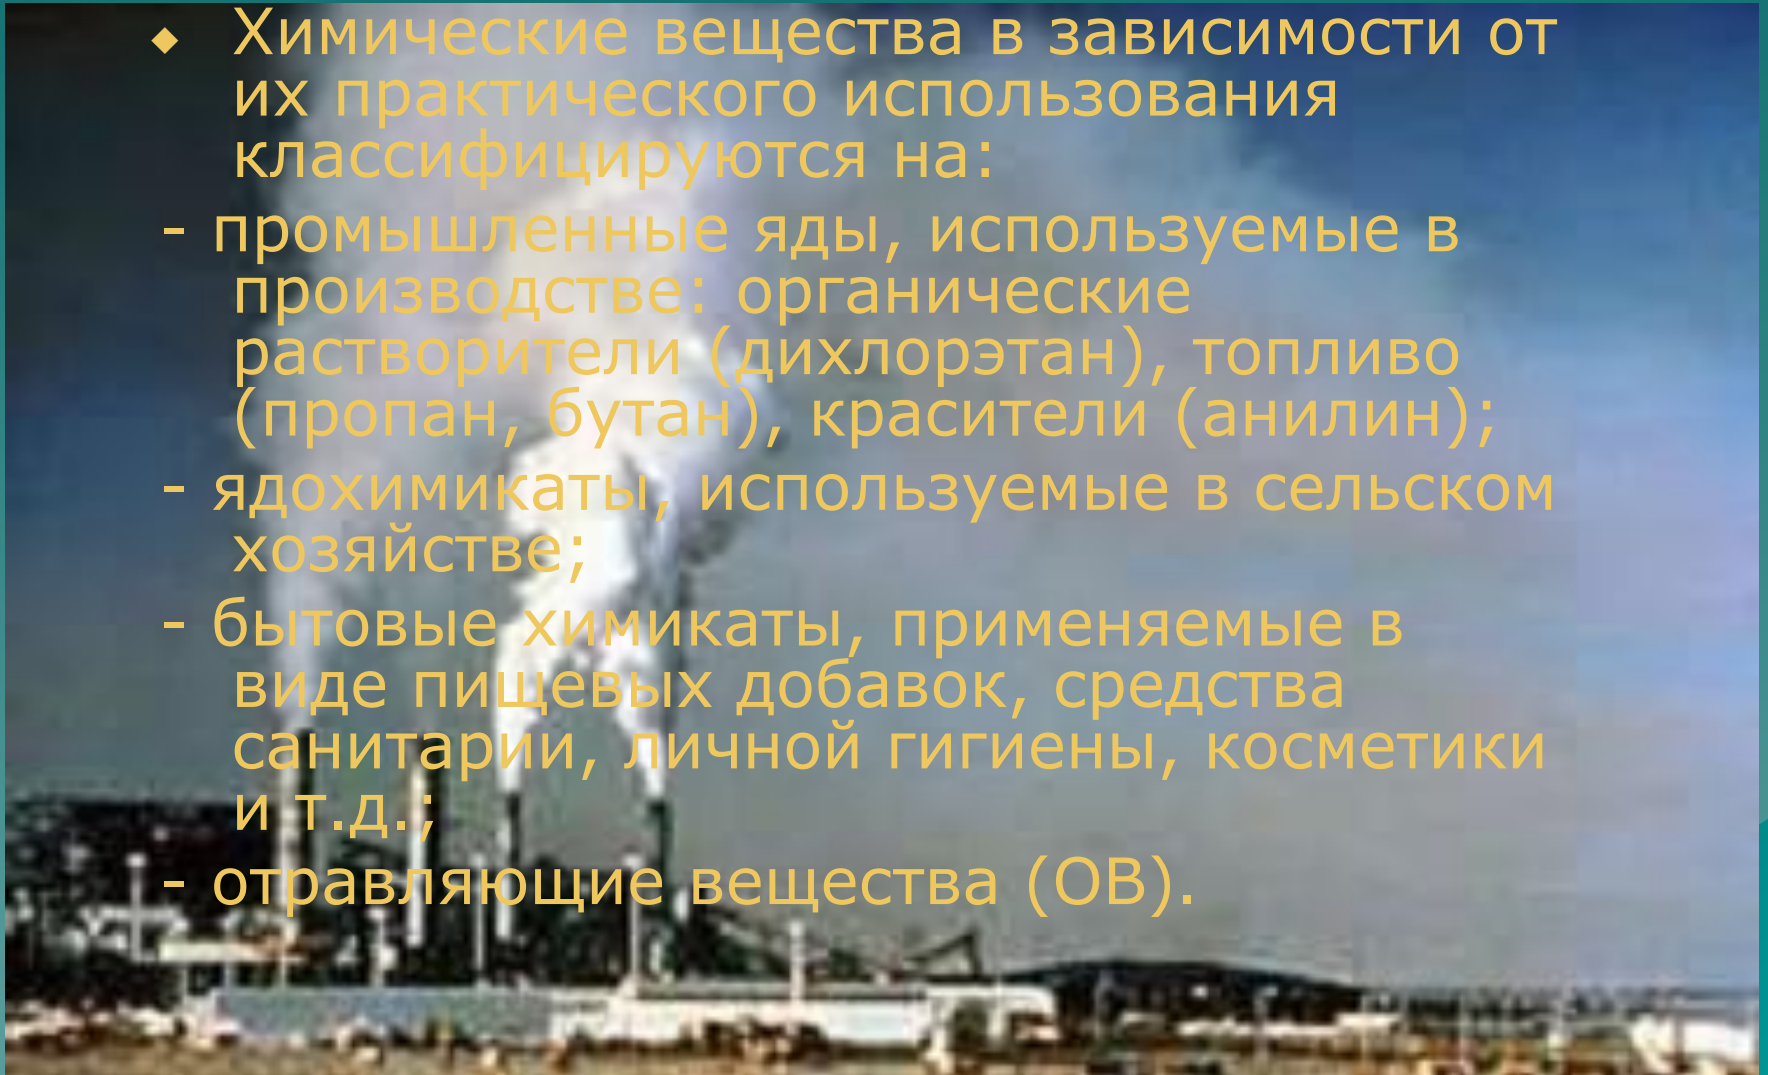 ◆ Химические вещества в зависимости от
их практического использования
классифицируются на:
- промышленные яды, используемые в
производстве: органические
растворители (дихлорэтан), топливо
(пропан, бутан), красители (анилин);
- ядохимикаты, используемые в сельском
хозяйстве;
- бытовые химикаты, применяемые в
виде пищевых добавок, средства
санитарии, личной гигиены, косметики
и т.д.;
- отравляющие вещества (ОВ).